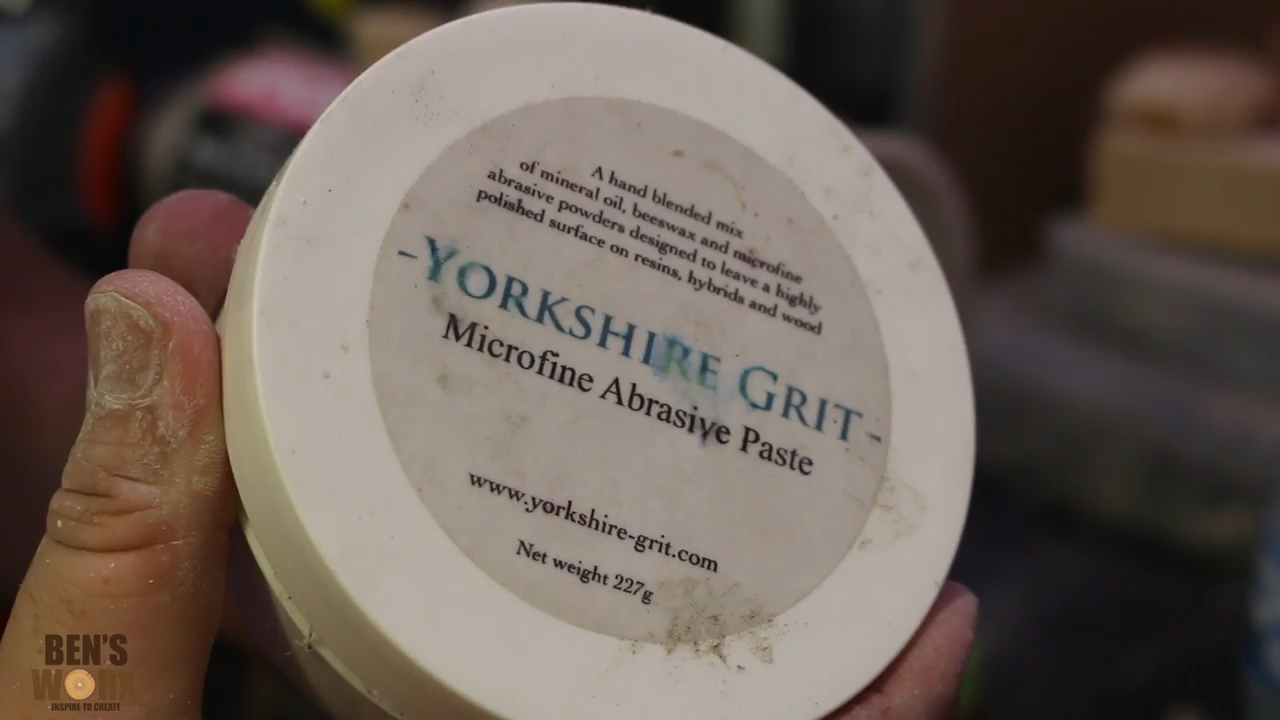 A hand blended mix
of mineral oil, beeswax and microfine
abrasive powders designed to leave a highly
polished surface on resins, hybrids and wood
-YORKSHIRE GRIT-
Microfine Abrasive Paste
www.yorkshire-grit.com
Net weight 227g
BEN'S
WORX
INSPIRE TO CREATE